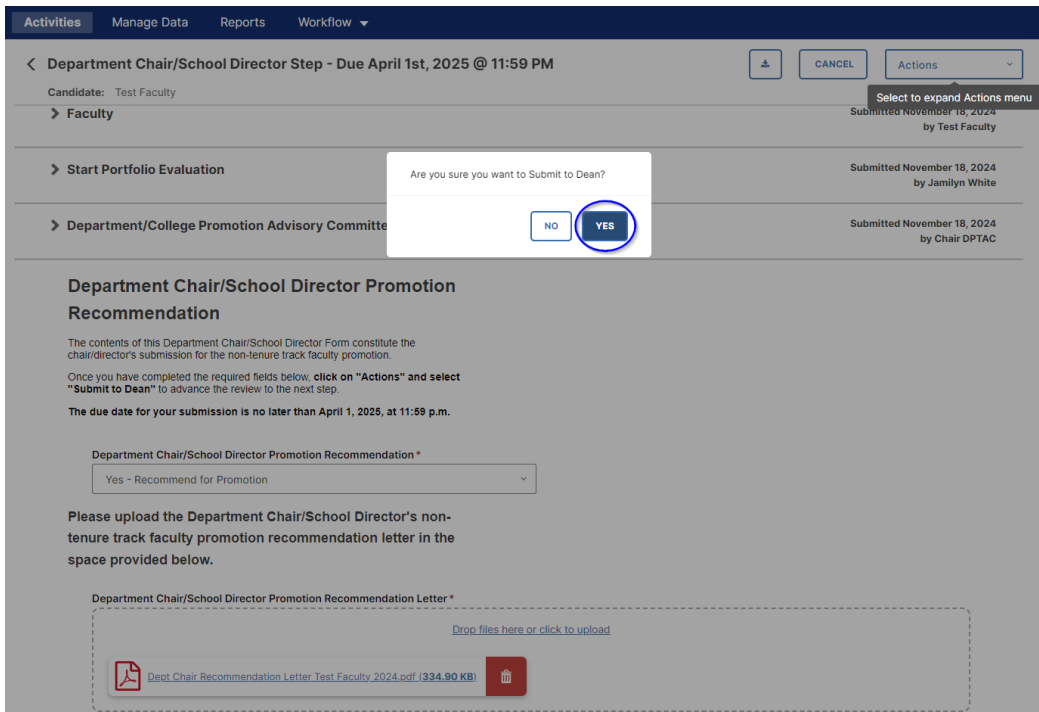 Activities Manage Data Reports Workflow
Department Chair/School Director Step - Due April 1st, 2025 @ 11:59 PM
CANCEL
Actions
Candidate: Test Faculty
Select to expand Actions menu
Faculty
Submitted November 18, 2024
by Test Faculty
Start Portfolio Evaluation
Submitted November 18, 2024
by Jamilyn White
Are you sure you want to Submit to Dean?
NO
YES
Department/College Promotion Advisory Committe
Submitted November 18, 2024
by Chair DPTAC
Department Chair/School Director Promotion
Recommendation
The contents of this Department Chair/School Director Form constitute the
chair/director's submission for the non-tenure track faculty promotion.
Once you have completed the required fields below, click on "Actions" and select
"Submit to Dean" to advance the review to the next step.
The due date for your submission is no later than April 1, 2025, at 11:59 p.m.
Department Chair/School Director Promotion Recommendation *
Yes - Recommend for Promotion
Please upload the Department Chair/School Director's non-
tenure track faculty promotion recommendation letter in the
space provided below.
Department Chair/School Director Promotion Recommendation Letter *
Drop files here or click to upload
Dept Chair Recommendation Letter Test Faculty 2024.pdf (334.90 KB)